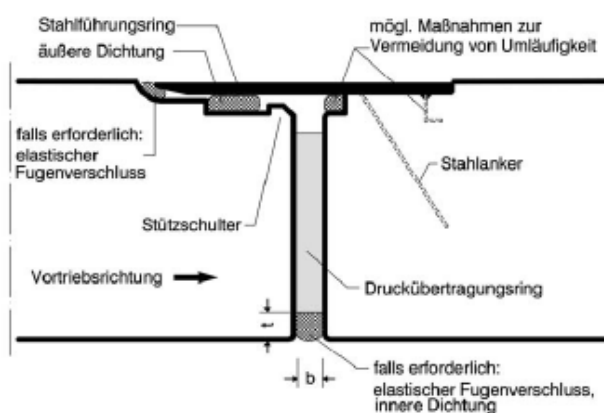 Stahlführungsring
äußere Dichtung
mögl. Maßnahmen zur
Vermeidung von Umläufigkeit
falls erforderlich:
elastischer
Fugenverschluss
Stahlanker
Stützschulter
Vortriebsrichtung
Druckübertragungsring
t
b
falls erforderlich:
elastischer Fugenverschluss,
innere Dichtung